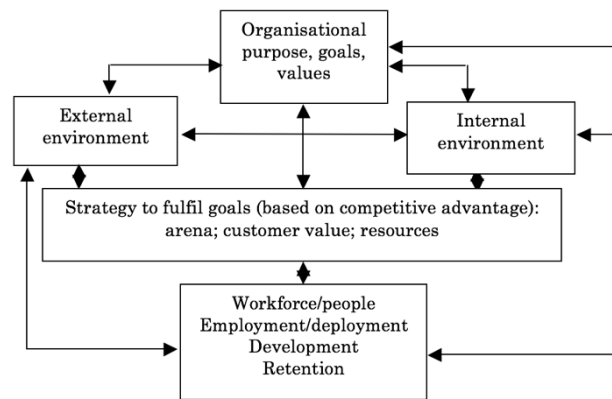 Organisational
purpose, goals,
values
External
environment
Internal
environment
Strategy to fulfil goals (based on competitive advantage):
arena; customer value; resources
Workforce/people
Employment/deployment
Development
Retention